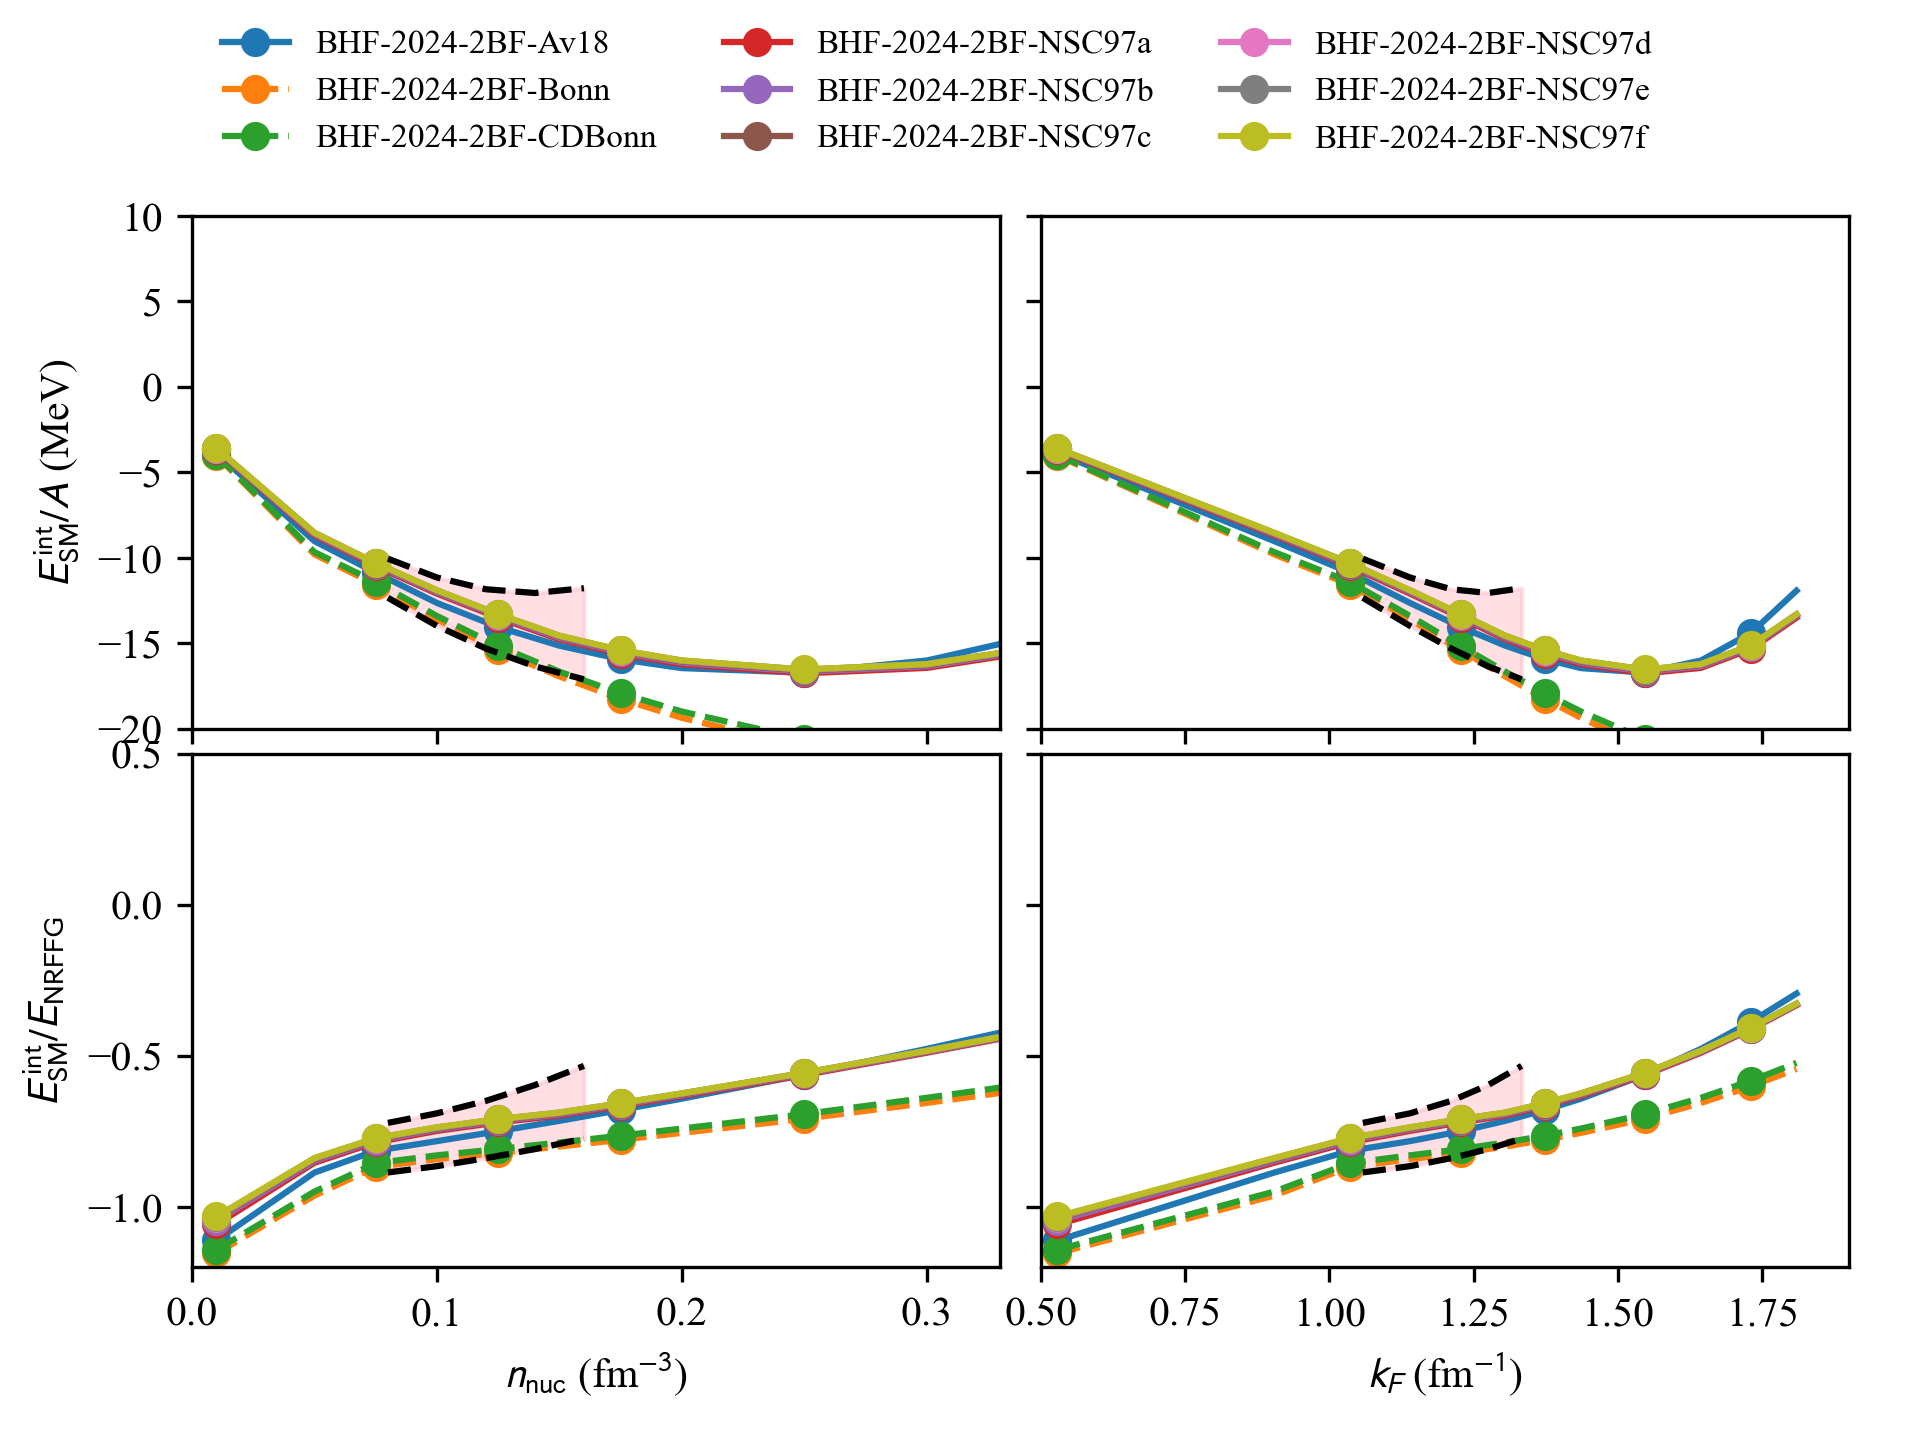 BHF-2024-2BF-Av18
BHF-2024-2BF-Bonn
BHF-2024-2BF-CDBonn
BHF-2024-2BF-NSC97a
BHF-2024-2BF-NSC97b
BHF-2024-2BF-NSC97c
BHF-2024-2BF-NSC97d
BHF-2024-2BF-NSC97e
BHF-2024-2BF-NSC97f
10
5
0
−5
−10
−15
−20
E_SM^int/A (MeV)
0.5
0.0
−0.5
−1.0
E_SM^int/E_NRFFG
0.0 0.1 0.2 0.3
n_nuc (fm^−3)
0.50 0.75 1.00 1.25 1.50 1.75
k_F (fm^−1)